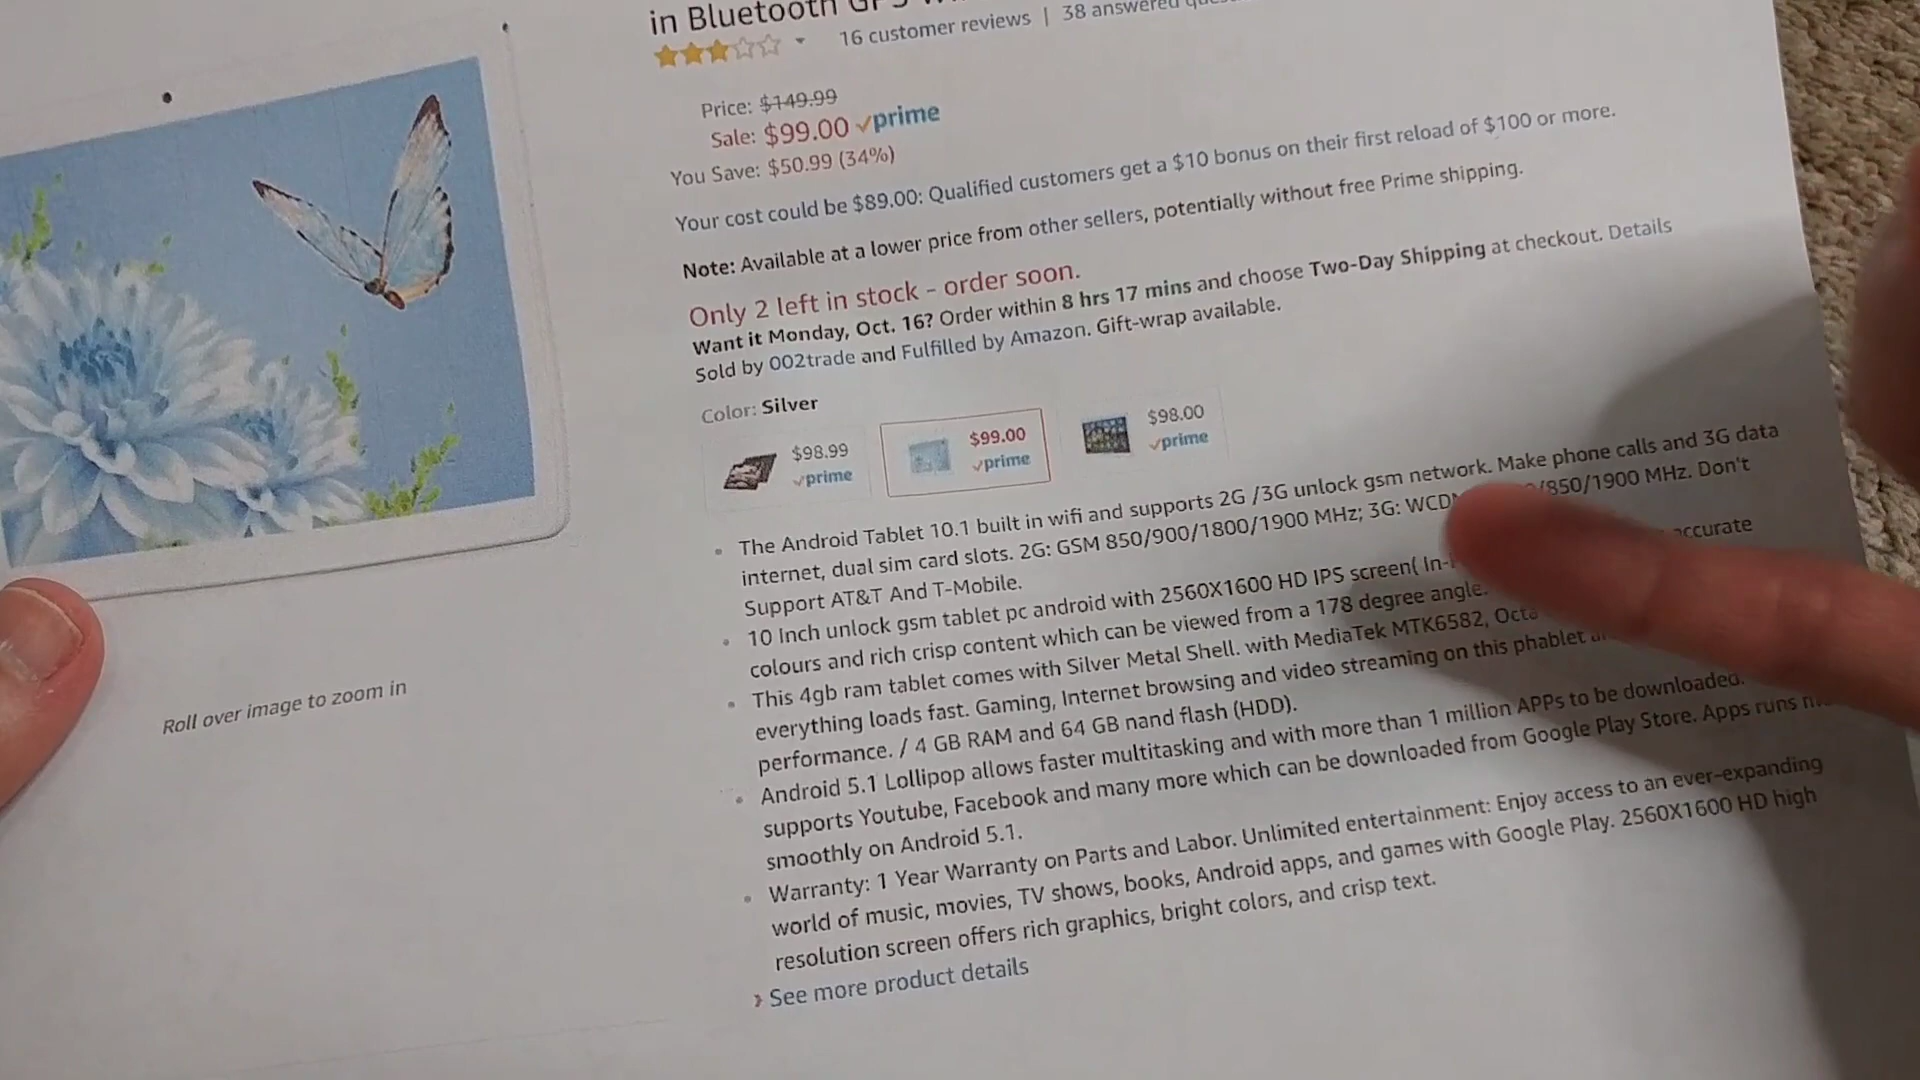 in Bluetooth GPS
16 customer reviews | 38 answered
Price: $149.99
Sale: $99.00 prime
You Save: $50.99 (34%)
Your cost could be $89.00: Qualified customers get a $10 bonus on their first reload of $100 or more.
Note: Available at a lower price from other sellers, potentially without free Prime shipping.
Only 2 left in stock - order soon.
Want it Monday, Oct. 16? Order within 8 hrs 17 mins and choose Two-Day Shipping at checkout. Details
Sold by 002trade and Fulfilled by Amazon. Gift-wrap available.
Color: Silver
$98.99 prime
$99.00 prime
$98.00 prime
The Android Tablet 10.1 built in wifi and supports 2G /3G unlock gsm network. Make phone calls and 3G data
internet, dual sim card slots. 2G: GSM 850/900/1800/1900 MHz; 3G: /850/1900 MHz. Don't
Support AT&T And T-Mobile.
10 Inch unlock gsm tablet pc android with 2560X1600 HD IPS screen( accurate
colours and rich crisp content which can be viewed from a 178 degree angle.
This 4gb ram tablet comes with Silver Metal Shell. with MediaTek MTK6582,
everything loads fast. Gaming, Internet browsing and video streaming on this phablet
performance. / 4 GB RAM and 64 GB nand flash (HDD).
Android 5.1 Lollipop allows faster multitasking and with more than 1 million APPs to be downloaded.
supports Youtube, Facebook and many more which can be downloaded from Google Play Store. Apps runs
smoothly on Android 5.1.
Warranty: 1 Year Warranty on Parts and Labor. Unlimited entertainment: Enjoy access to an ever-expanding
world of music, movies, TV shows, books, Android apps, and games with Google Play. 2560X1600 HD high
resolution screen offers rich graphics, bright colors, and crisp text.
› See more product details
Roll over image to zoom in